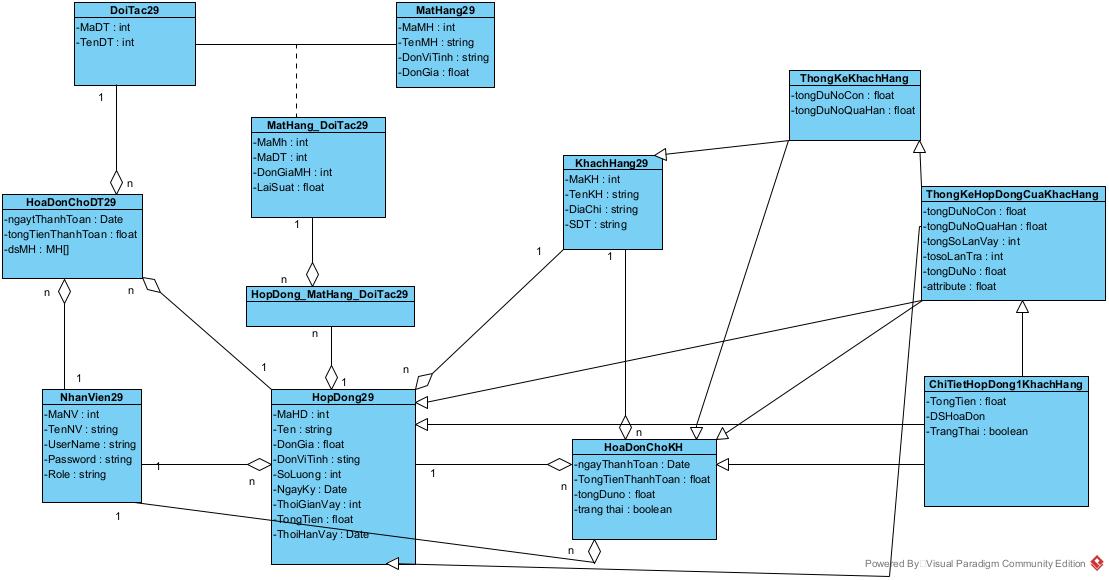 DoiTac29
-MaDT : int
-TenDT : int
MatHang29
-MaMH : int
-TenMH : string
-DonViTinh : string
-DonGia : float
ThongKeKhachHang
-tongDuNoCon : float
-tongDuNoQuaHan : float
1
MatHang_DoiTac29
-MaMh : int
-MaDT : int
-DonGiaMH : int
-LaiSuat : float
KhachHang29
-MaKH : int
-TenKH : string
-DiaChi : string
-SDT : string
n
HoaDonChoDT29
-ngaytThanhToan : Date
-tongTienThanhToan : float
-dsMH : MH[]
ThongKeHopDongCuaKhacHang
-tongDuNoCon : float
-tongDuNoQuaHan : float
-tongSoLanVay : int
-tosoLanTra : int
-tongDuNo : float
-attribute : float
1
1
1
n
n
n
HopDong_MatHang_DoiTac29
n
1
1
n
1
NhanVien29
-MaNV : int
-TenNV : string
-UserName : string
-Password : string
-Role : string
HopDong29
-MaHD : int
-Ten : string
-DonGia : float
-DonViTinh : sting
-SoLuong : int
-NgayKy : Date
-ThoiGianVay : int
-TongTien : float
-ThoiHanVay : Date
ChiTietHopDong1KhachHang
-TongTien : float
-DSHoaDon
-TrangThai : boolean
n
HoaDonChoKH
-ngayThanhToan : Date
-TongTienThanhToan : float
-tongDuno : float
-trang thai : boolean
1
n
1
n
1
n
Powered By Visual Paradigm Community Edition